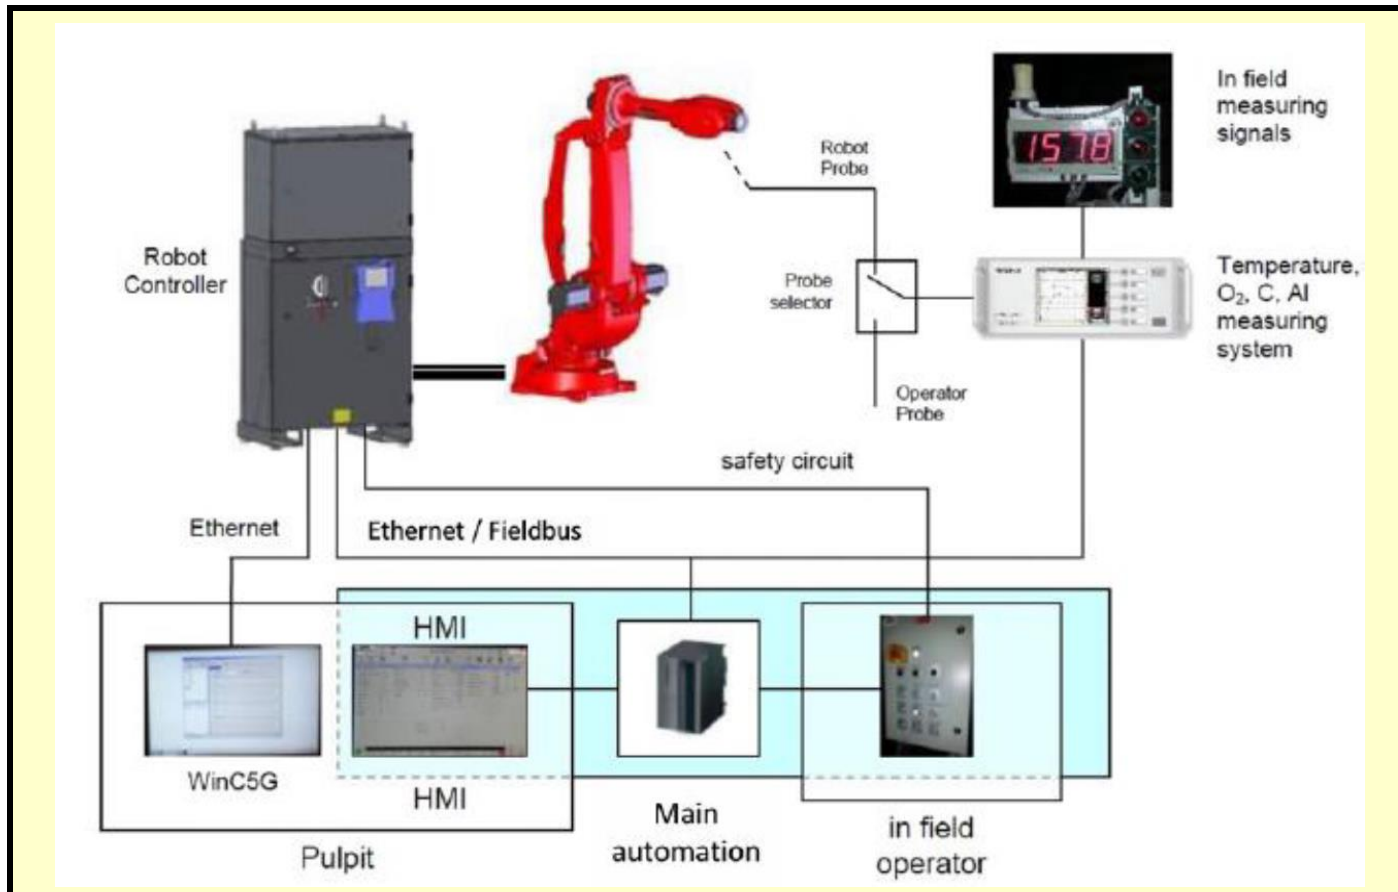 In field
measuring
signals
1578
Robot
Probe
Robot
Controller
Probe
selector
Temperature,
O₂, C, Al
measuring
system
Operator
Probe
safety circuit
Ethernet
Ethernet / Fieldbus
HMI
WinC5G
HMI
Main
automation
in field
operator
Pulpit